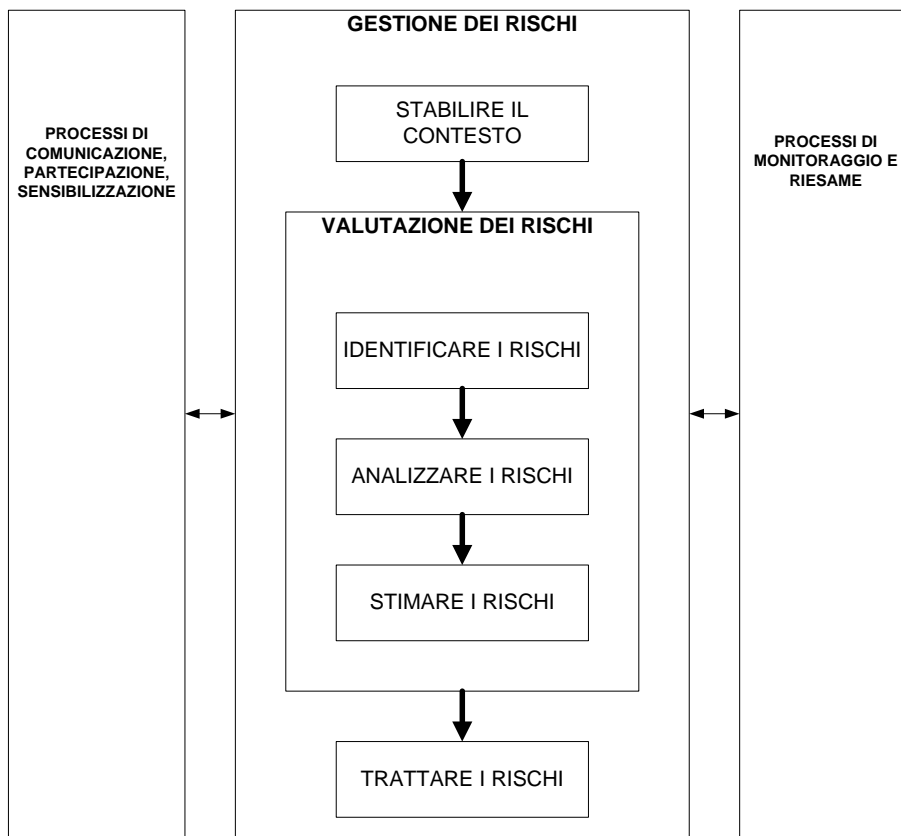 GESTIONE DEI RISCHI
PROCESSI DI
COMUNICAZIONE,
PARTECIPAZIONE,
SENSIBILIZZAZIONE
STABILIRE IL
CONTESTO
VALUTAZIONE DEI RISCHI
IDENTIFICARE I RISCHI
ANALIZZARE I RISCHI
STIMARE I RISCHI
TRATTARE I RISCHI
PROCESSI DI
MONITORAGGIO E
RIESAME